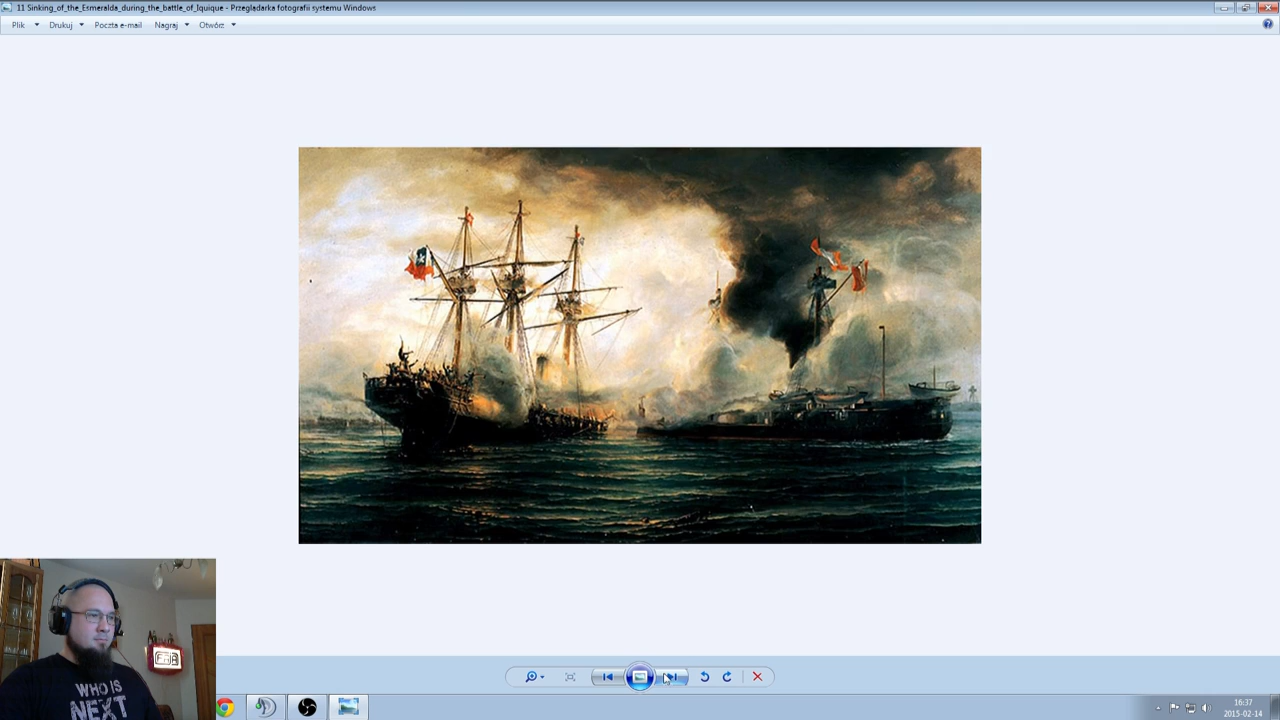 11 Sinking_of_the_Esmeralda_during_the_battle_of_Iquique - Przeglądarka fotografii systemu Windows
Plik Drukuj Poczta e-mail Nagraj Otwórz
WHO IS
NEXT
16:37
2015-02-14